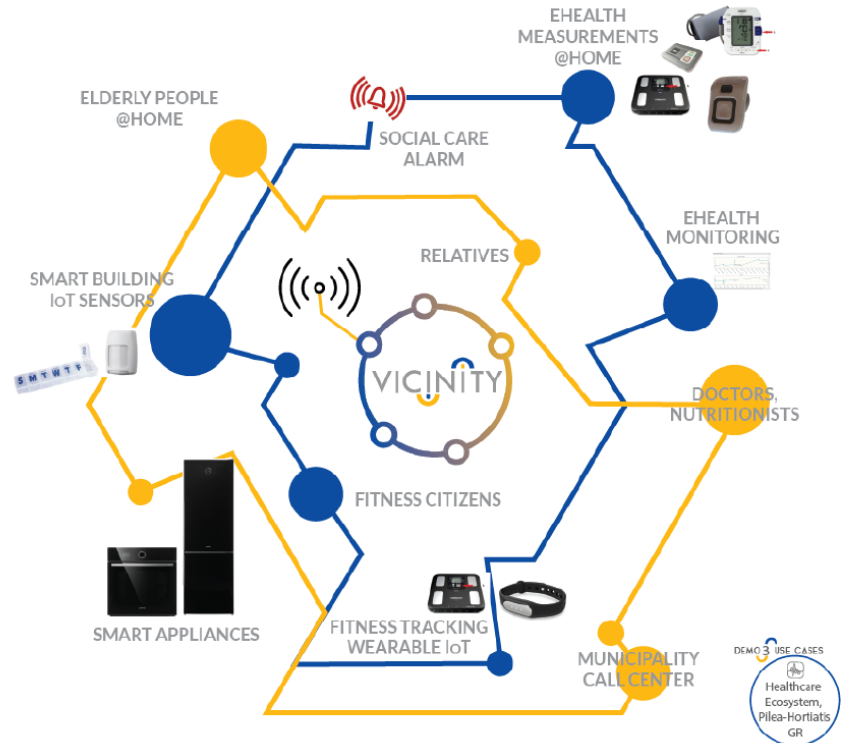 EHEALTH
MEASUREMENTS
@HOME
ELDERLY PEOPLE
@HOME
SOCIAL CARE
ALARM
EHEALTH
MONITORING
RELATIVES
SMART BUILDING
IoT SENSORS
S M T W T F
VICINITY
DOCTORS,
NUTRITIONISTS
FITNESS CITIZENS
SMART APPLIANCES
FITNESS TRACKING
WEARABLE IoT
MUNICIPALITY
CALL CENTER
DEMO 3 USE CASES
Healthcare
Ecosystem,
Pilea-Hortiatis
GR